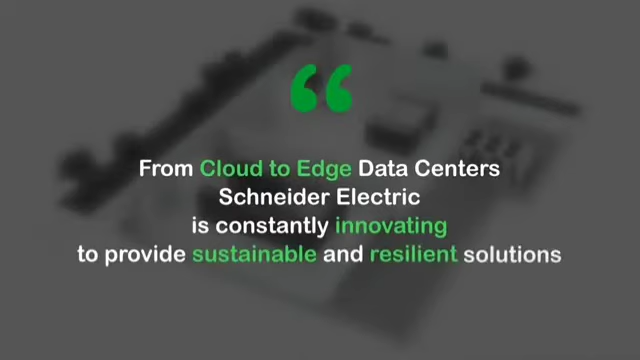 “
From Cloud to Edge Data Centers
Schneider Electric
is constantly innovating
to provide sustainable and resilient solutions